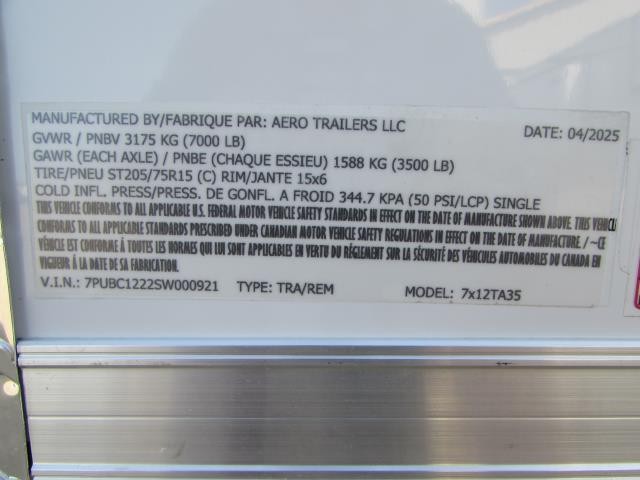 MANUFACTURED BY/FABRIQUE PAR: AERO TRAILERS LLC
GVWR / PNBV 3175 KG (7000 LB) DATE: 04/2025
GAWR (EACH AXLE) / PNBE (CHAQUE ESSIEU) 1588 KG (3500 LB)
TIRE/PNEU ST205/75R15 (C) RIM/JANTE 15x6
COLD INFL. PRESS/PRESS. DE GONFL. A FROID 344.7 KPA (50 PSI/LCP) SINGLE
THIS VEHICLE CONFORMS TO ALL APPLICABLE U.S. FEDERAL MOTOR VEHICLE SAFETY STANDARDS IN EFFECT ON THE DATE OF MANUFACTURE SHOWN ABOVE. THIS VEHICLE
CONFORMS TO ALL APPLICABLE STANDARDS PRESCRIBED UNDER CANADIAN MOTOR VEHICLE SAFETY REGULATIONS IN EFFECT ON THE DATE OF MANUFACTURE / ~CE
VÉHICLE EST CONFORME À TOUTES LES NORMES QUI LUI SONT APPLICABLES EN VERTU DU RÉGLEMENT SUR LA SÉCURITÉ DES VÉHICULES AUTOMOBILES DU CANADA EN
VIGUEUR À LA DATE DE SA FABRICATION.
V.I.N.: 7PUBC1222SW000921 TYPE: TRA/REM MODEL: 7x12TA35